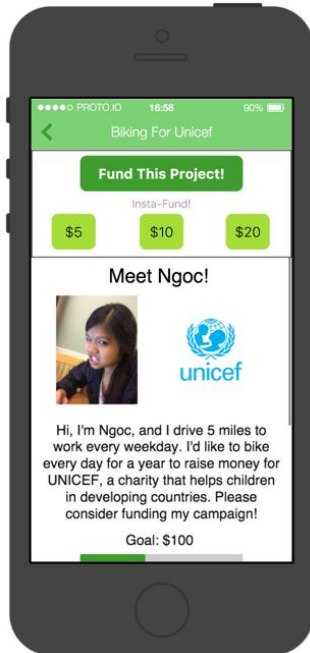 PROTO.IO 16:58 90%
Biking For Unicef
Fund This Project!
Insta-Fund!
$5 $10 $20
Meet Ngoc!
unicef
Hi, I'm Ngoc, and I drive 5 miles to
work every weekday. I'd like to bike
every day for a year to raise money for
UNICEF, a charity that helps children
in developing countries. Please
consider funding my campaign!
Goal: $100